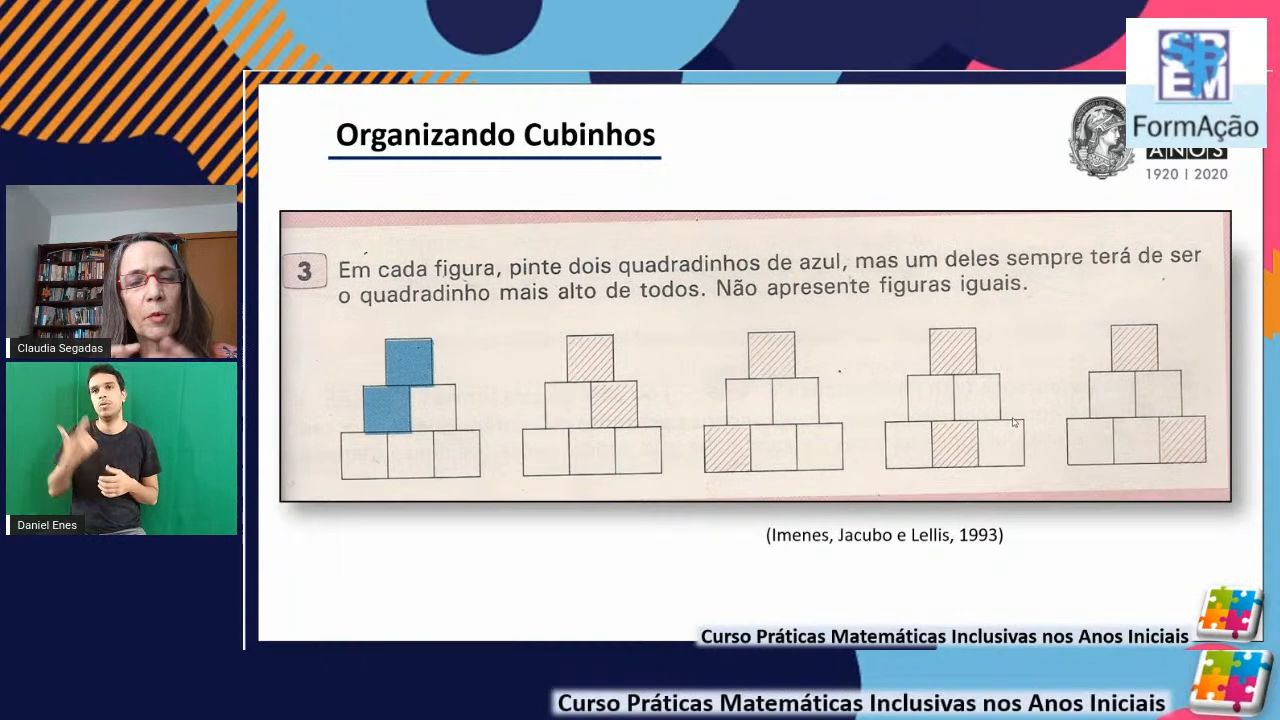 SBEM
FormAção
ANOS
1920 | 2020
Organizando Cubinhos
3 Em cada figura, pinte dois quadradinhos de azul, mas um deles sempre terá de ser
o quadradinho mais alto de todos. Não apresente figuras iguais.
(Imenes, Jacubo e Lellis, 1993)
Claudia Segadas
Daniel Enes
Curso Práticas Matemáticas Inclusivas nos Anos Iniciais
Curso Práticas Matemáticas Inclusivas nos Anos Iniciais